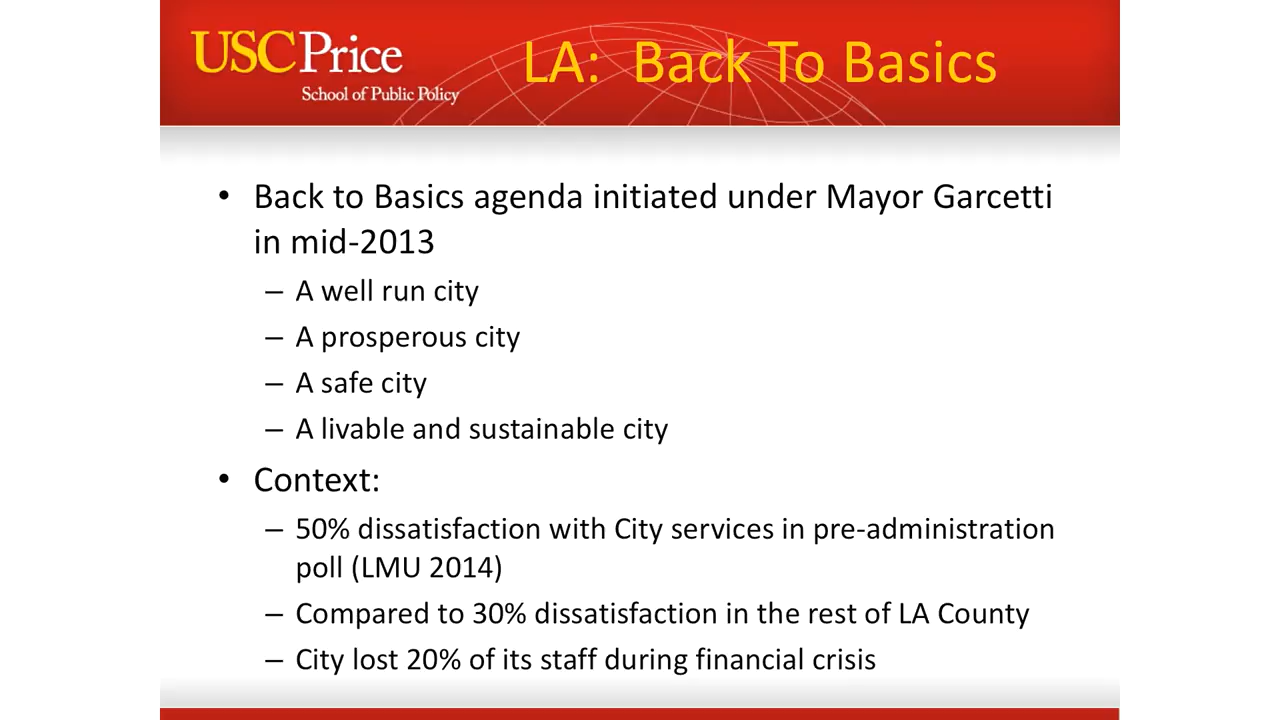 USC Price
School of Public Policy
LA: Back To Basics
• Back to Basics agenda initiated under Mayor Garcetti
in mid-2013
– A well run city
– A prosperous city
– A safe city
– A livable and sustainable city
• Context:
– 50% dissatisfaction with City services in pre-administration
poll (LMU 2014)
– Compared to 30% dissatisfaction in the rest of LA County
– City lost 20% of its staff during financial crisis